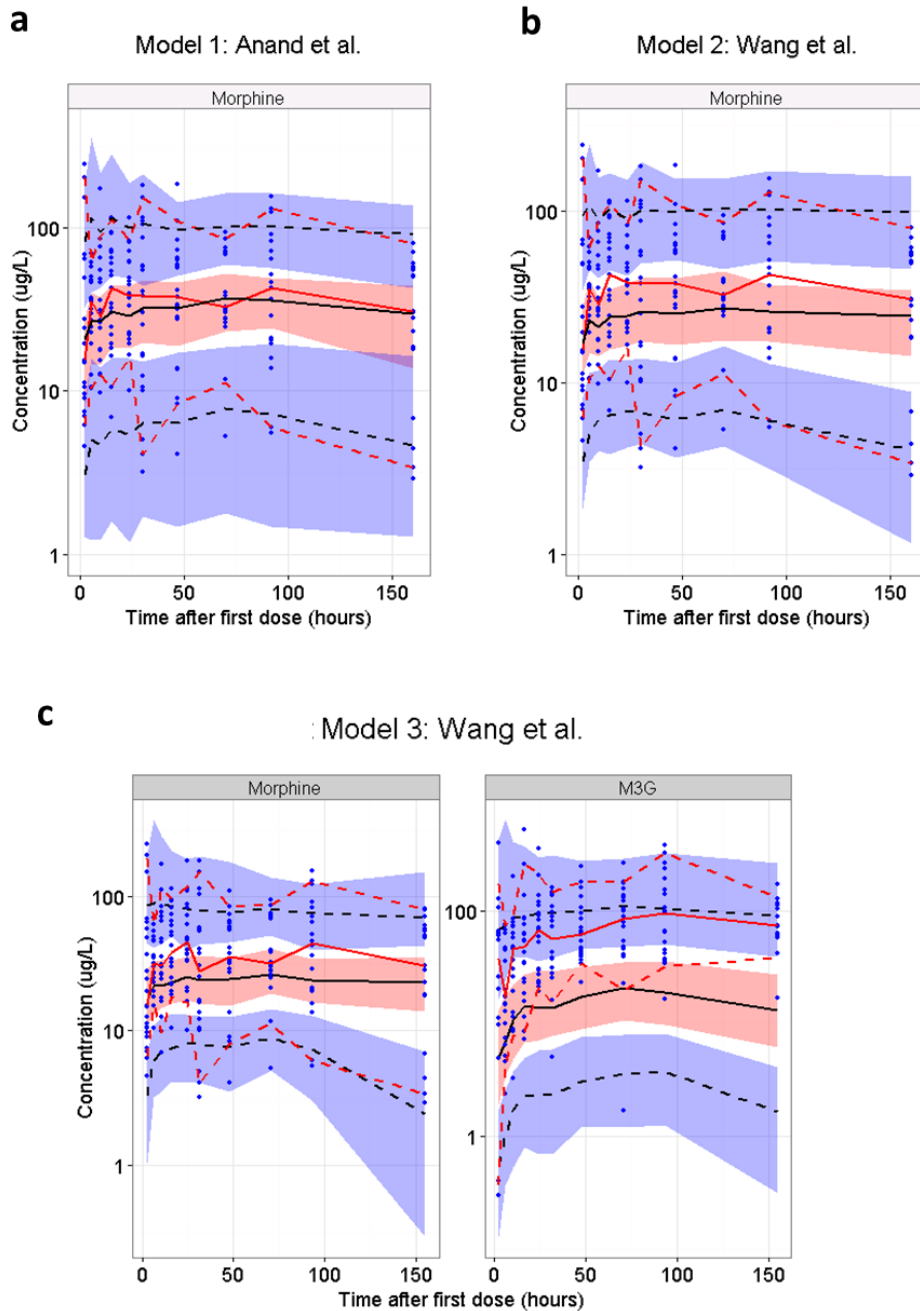 a
Model 1: Anand et al.
Morphine
Concentration (ug/L)
100
10
1
0 50 100 150
Time after first dose (hours)
b
Model 2: Wang et al.
Morphine
Concentration (ug/L)
100
10
1
0 50 100 150
Time after first dose (hours)
c
: Model 3: Wang et al.
Morphine
M3G
Concentration (ug/L)
100
10
1
100
1
0 50 100 150
0 50 100 150
Time after first dose (hours)